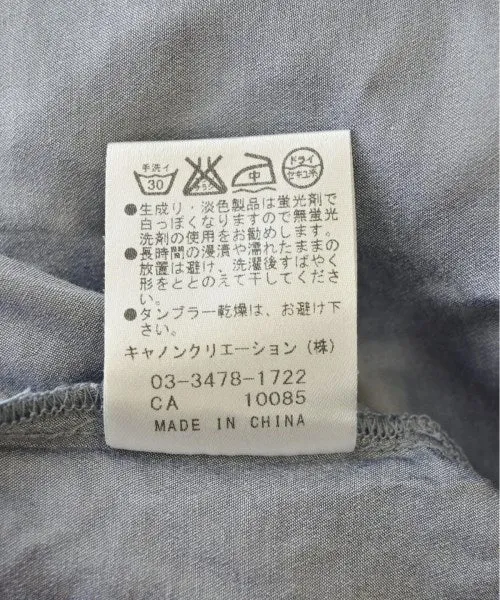 手洗イ 30 エンソサラシ 中 ドライ セキユ系
●生成り・淡色製品は蛍光剤で
白っぽくなりますので無蛍光
洗剤の使用をお勧めします。
●長時間の浸漬や濡れたままの
放置は避け、洗濯後すばやく
形をととのえて干してくださ
い。
●タンブラー乾燥は、お避け下
さい。
キャノンクリエーション(株)
03-3478-1722
CA 10085
MADE IN CHINA